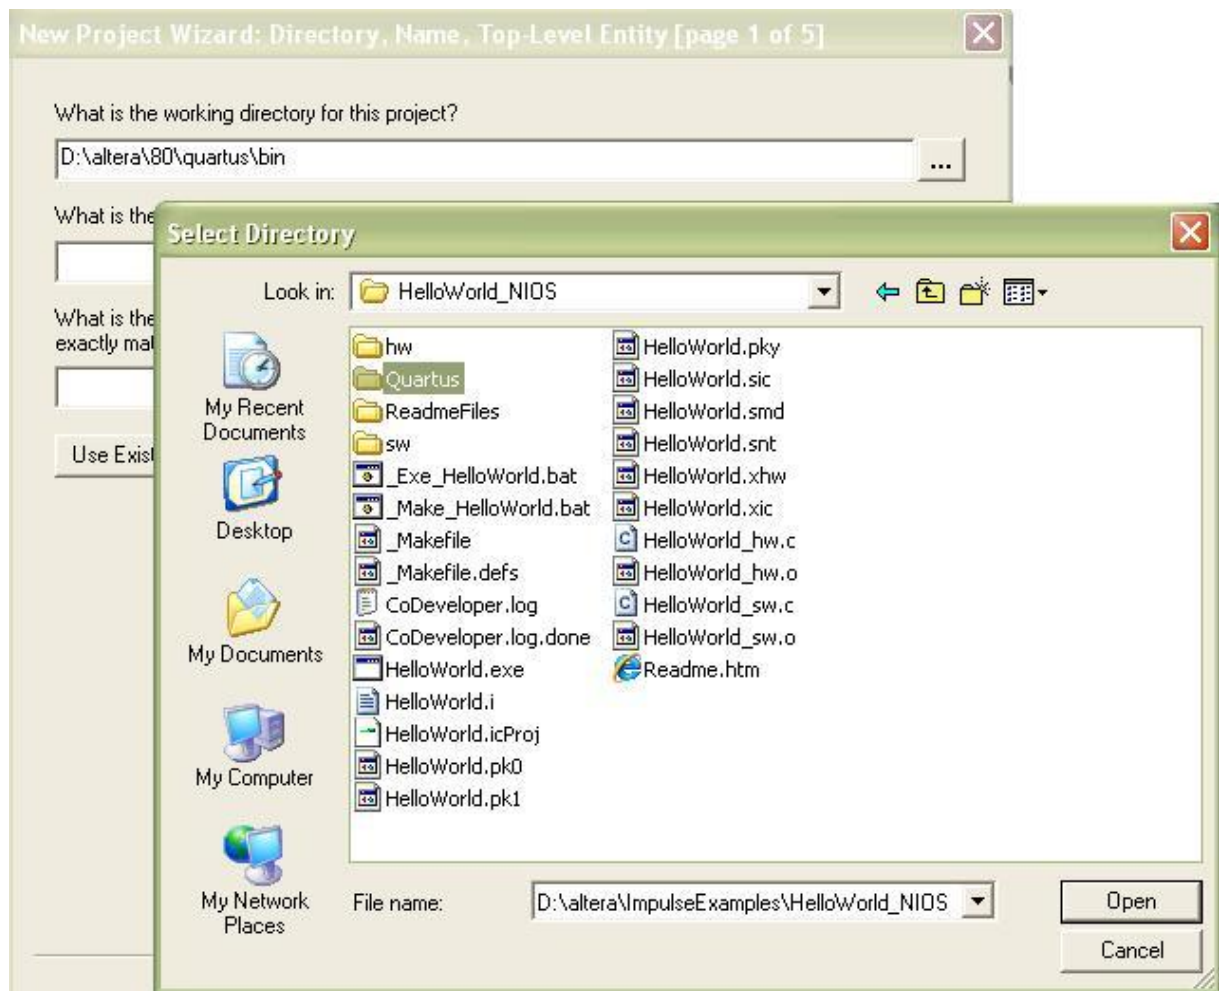 New Project Wizard: Directory, Name, Top-Level Entity [page 1 of 5]
What is the working directory for this project?
D:\altera\80\quartus\bin
...
What is the
What is the
exactly mat
Use Exist
Select Directory
Look in:
HelloWorld_NIOS
My Recent
Documents
Desktop
My Documents
My Computer
My Network
Places
hw
Quartus
ReadmeFiles
sw
_Exe_HelloWorld.bat
_Make_HelloWorld.bat
_Makefile
_Makefile.defs
CoDeveloper.log
CoDeveloper.log.done
HelloWorld.exe
HelloWorld.i
HelloWorld.icProj
HelloWorld.pk0
HelloWorld.pk1
HelloWorld.pky
HelloWorld.sic
HelloWorld.smd
HelloWorld.snt
HelloWorld.xhw
HelloWorld.xic
HelloWorld_hw.c
HelloWorld_hw.o
HelloWorld_sw.c
HelloWorld_sw.o
Readme.htm
File name:
D:\altera\ImpulseExamples\HelloWorld_NIOS
Open
Cancel